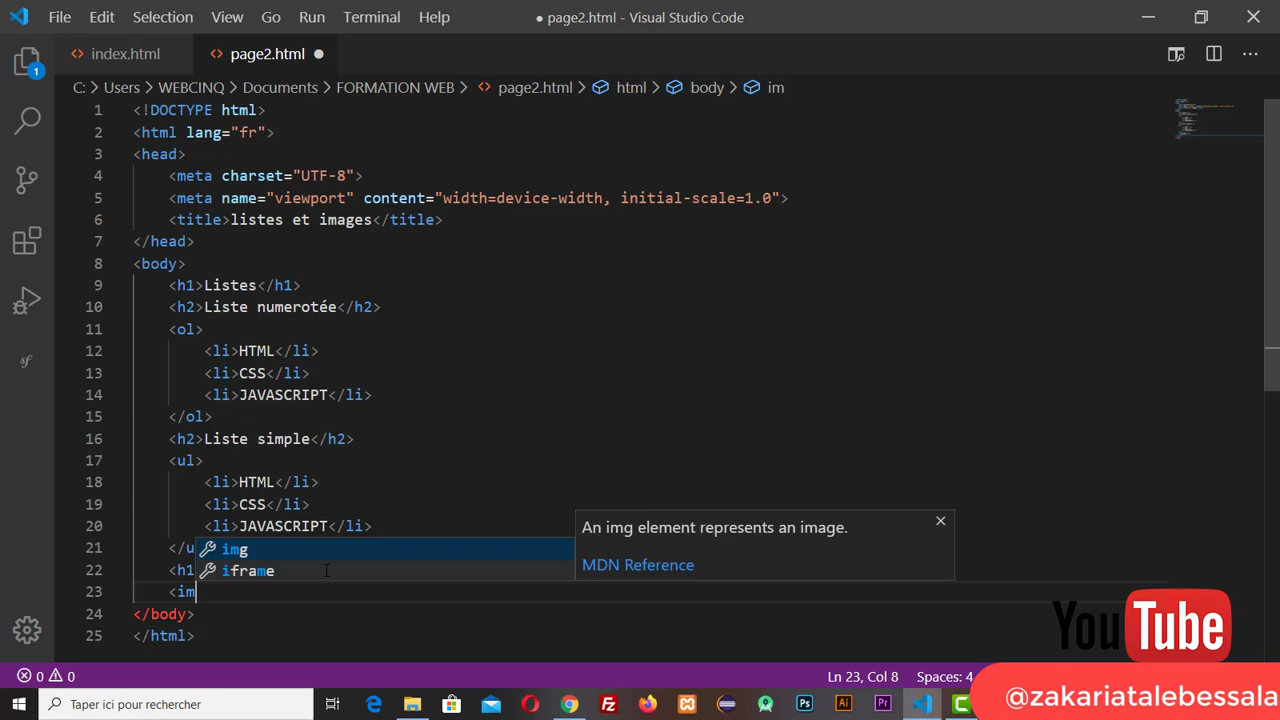 File Edit Selection View Go Run Terminal Help ● page2.html - Visual Studio Code
index.html page2.html
C: > Users > WEBCINQ > Documents > FORMATION WEB > page2.html > html > body > im
1 <!DOCTYPE html>
2 <html lang="fr">
3 <head>
4 <meta charset="UTF-8">
5 <meta name="viewport" content="width=device-width, initial-scale=1.0">
6 <title>listes et images</title>
7 </head>
8 <body>
9 <h1>Listes</h1>
10 <h2>Liste numerotée</h2>
11 <ol>
12 <li>HTML</li>
13 <li>CSS</li>
14 <li>JAVASCRIPT</li>
15 </ol>
16 <h2>Liste simple</h2>
17 <ul>
18 <li>HTML</li>
19 <li>CSS</li>
20 <li>JAVASCRIPT</li>
21 </u
22 <h1
23 <im
24 </body>
25 </html>
img
iframe
An img element represents an image.
MDN Reference
1
sf
YouTube
0 0 Ln 23, Col 8 Spaces: 4
Taper ici pour rechercher
Ps Ai Pr
@zakariatalebessala